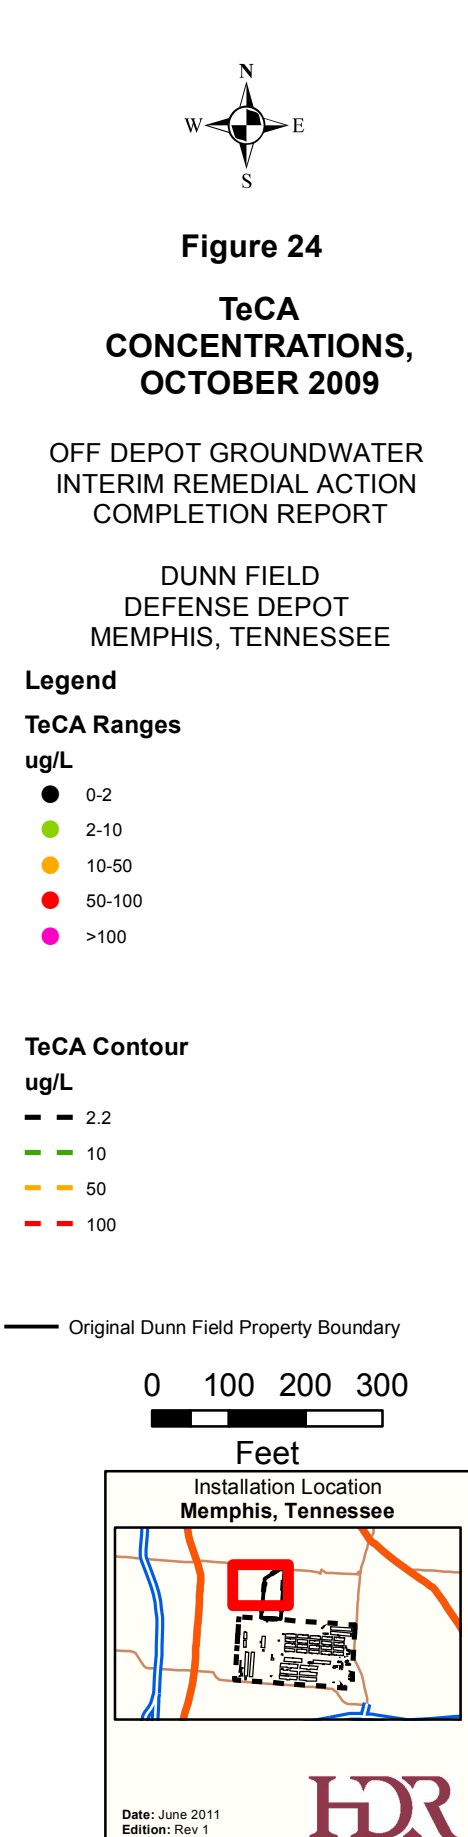 N
W E
S
Figure 24
TeCA
CONCENTRATIONS,
OCTOBER 2009
OFF DEPOT GROUNDWATER
INTERIM REMEDIAL ACTION
COMPLETION REPORT
DUNN FIELD
DEFENSE DEPOT
MEMPHIS, TENNESSEE
Legend
TeCA Ranges
ug/L
0-2
2-10
10-50
50-100
>100
TeCA Contour
ug/L
2.2
10
50
100
Original Dunn Field Property Boundary
0 100 200 300
Feet
Installation Location
Memphis, Tennessee
Date: June 2011
Edition: Rev 1
HDR